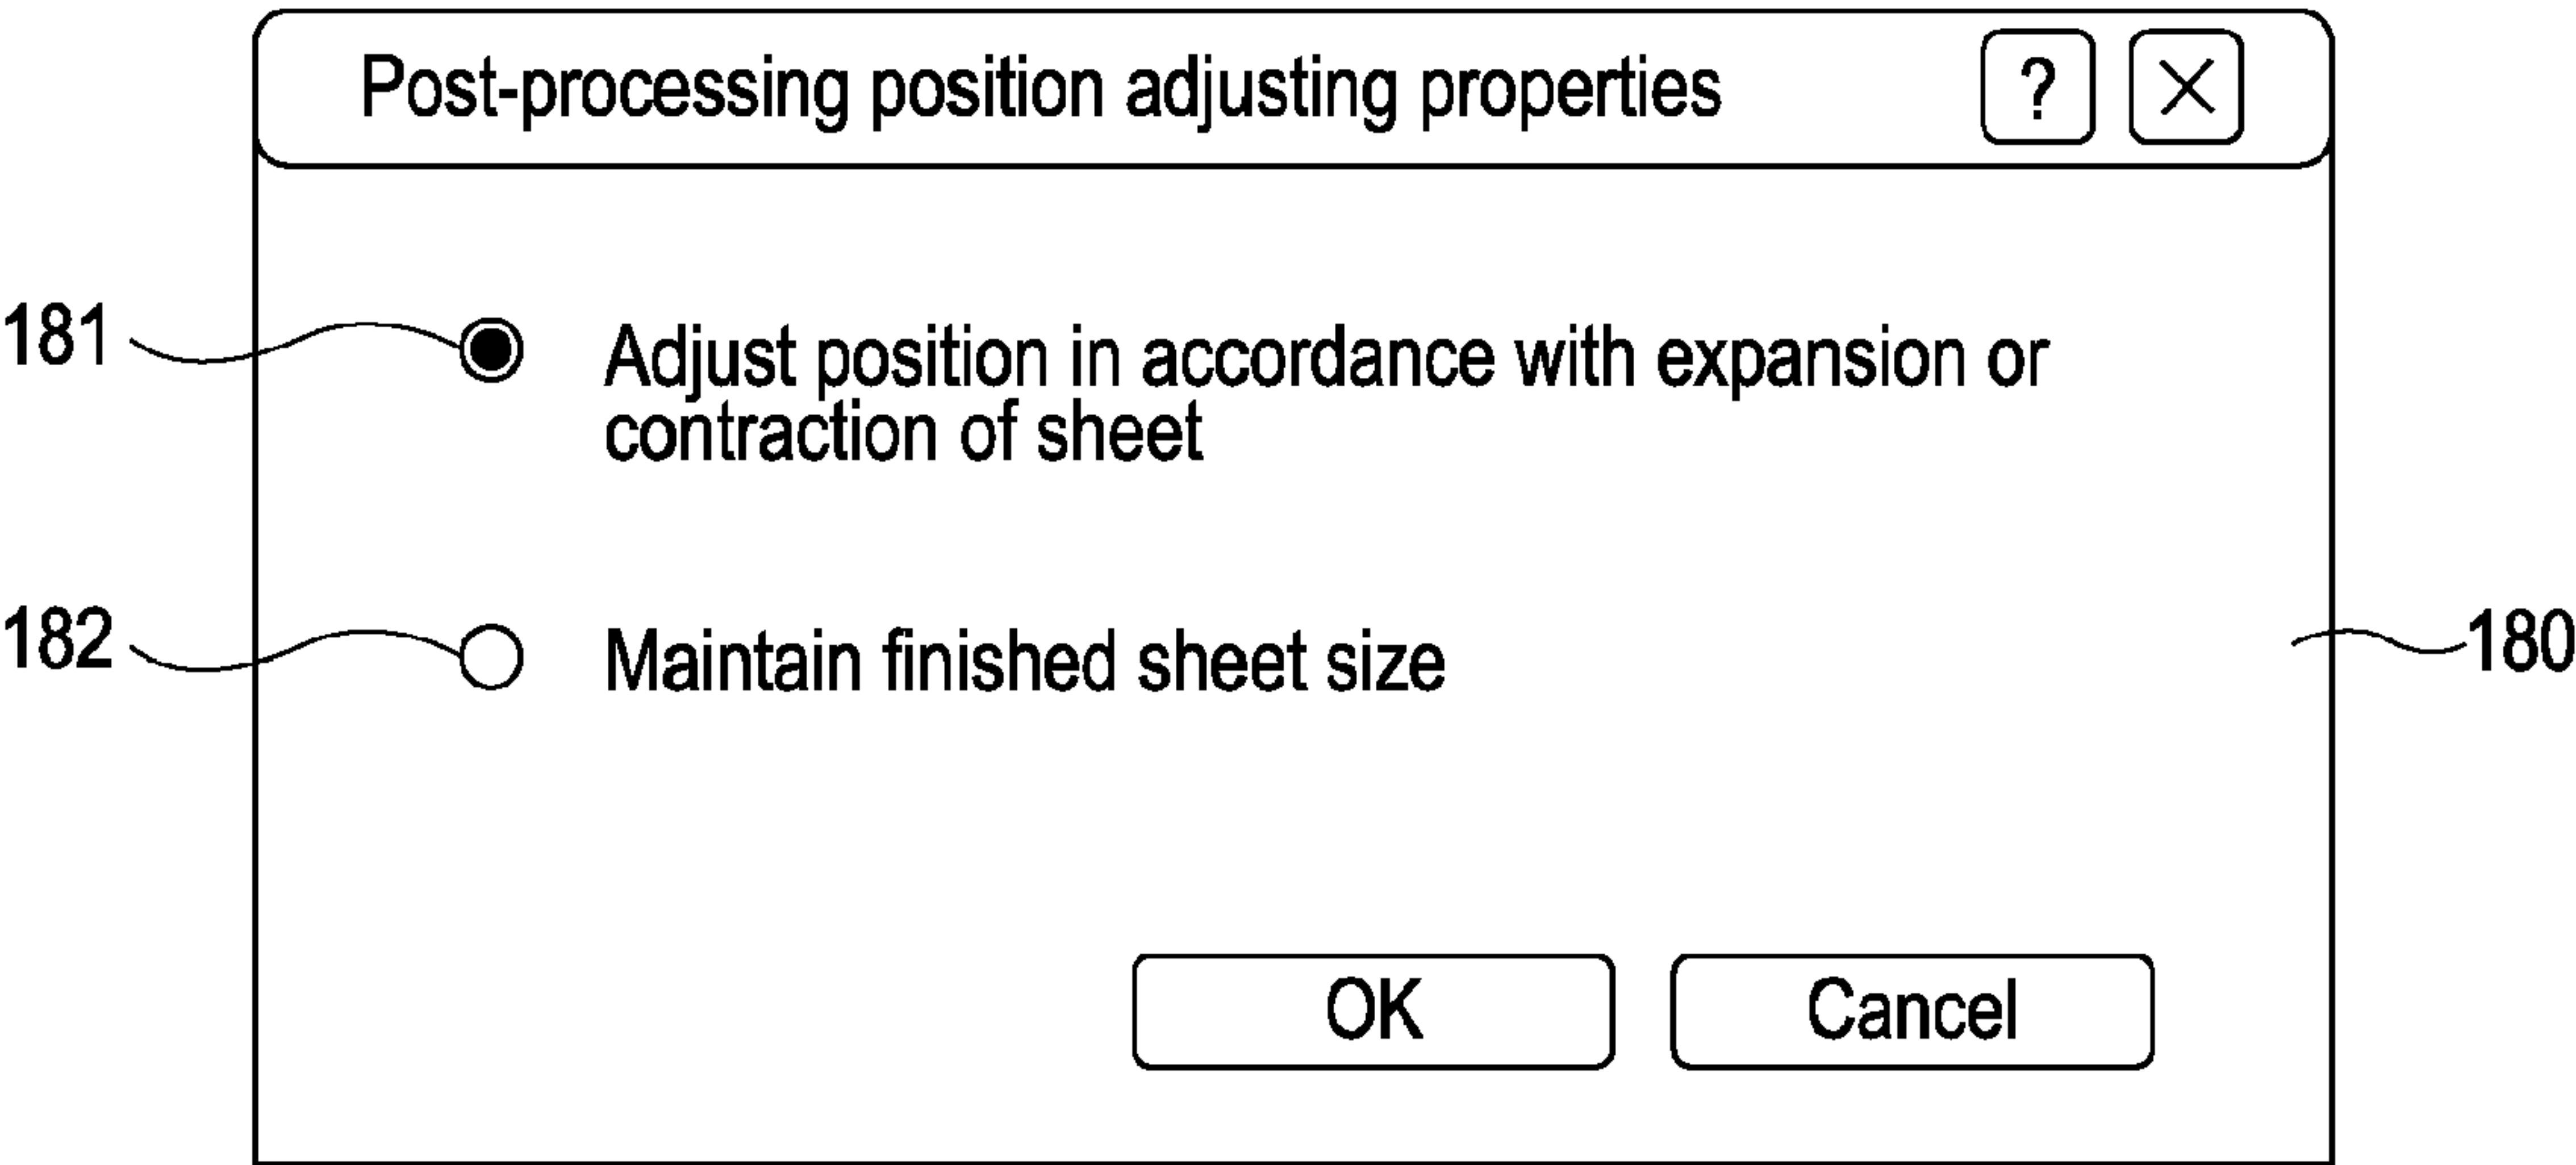 Post-processing position adjusting properties ? ×
181 Adjust position in accordance with expansion or
contraction of sheet
182 Maintain finished sheet size 180
OK Cancel